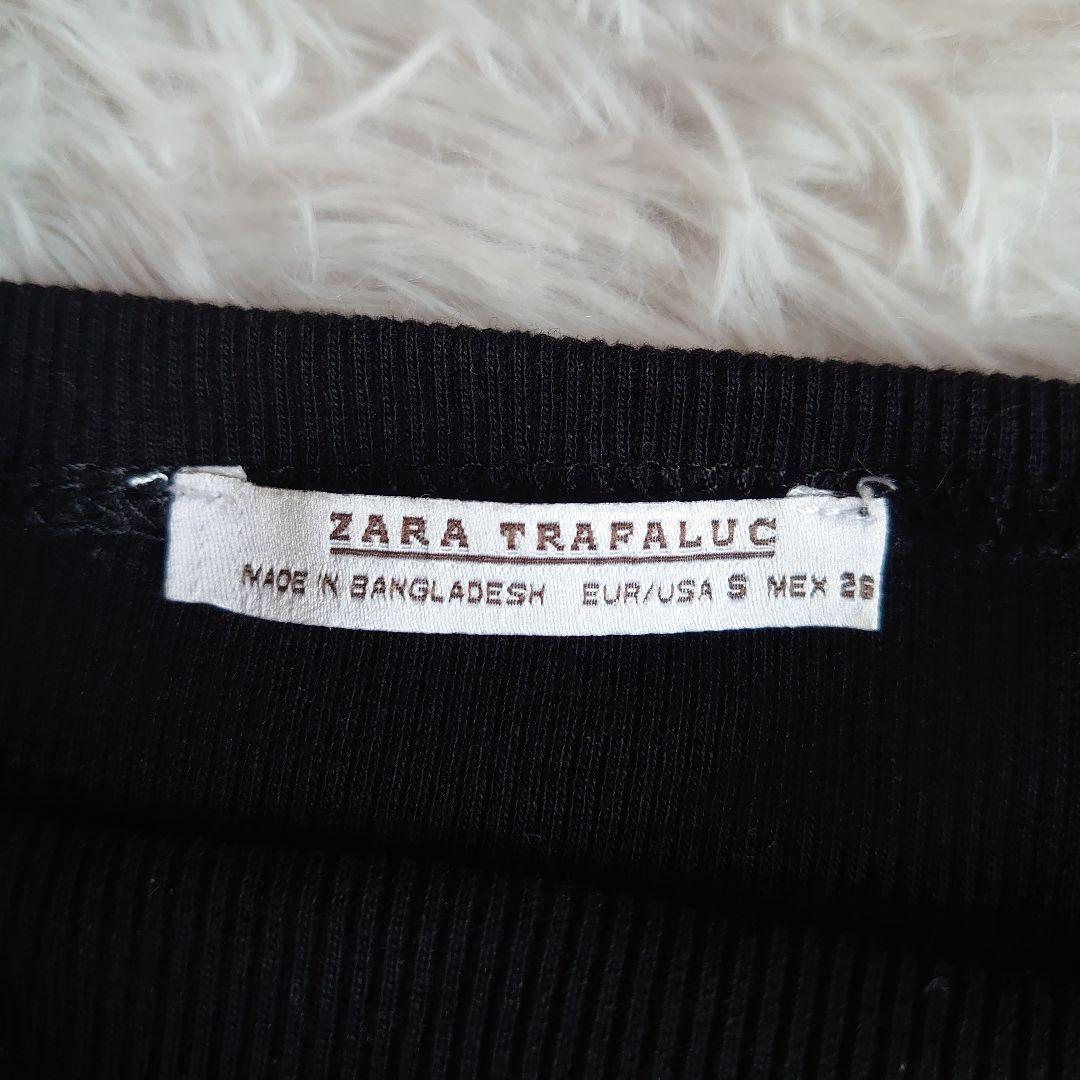 ZARA TRAFALUC
MADE IN BANGLADESH EUR/USA S MEX 26